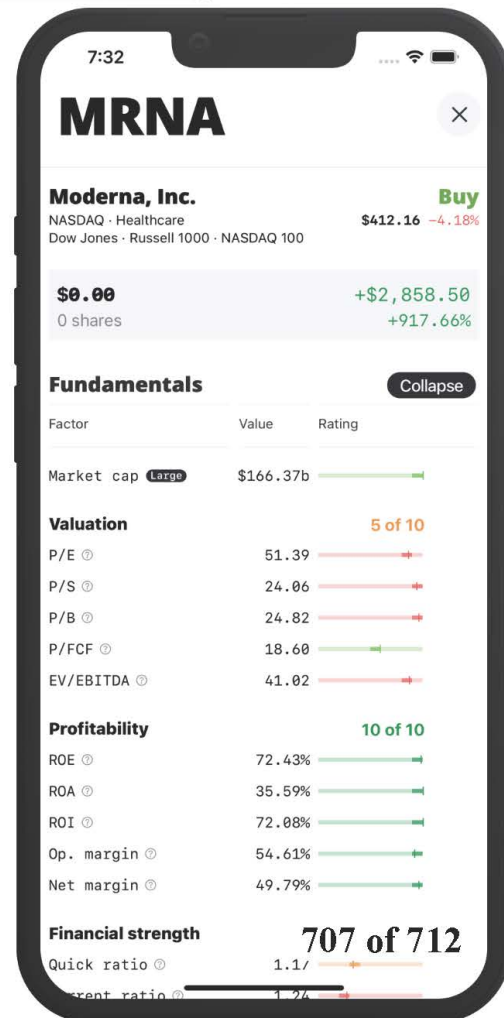 7:32
MRNA
Moderna, Inc.
Buy
NASDAQ · Healthcare
$412.16 −4.18%
Dow Jones · Russell 1000 · NASDAQ 100
$0.00
+$2,858.50
0 shares
+917.66%
Fundamentals
Collapse
Factor Value Rating
Market cap Large $166.37b
Valuation 5 of 10
P/E 51.39
P/S 24.06
P/B 24.82
P/FCF 18.60
EV/EBITDA 41.02
Profitability 10 of 10
ROE 72.43%
ROA 35.59%
ROI 72.08%
Op. margin 54.61%
Net margin 49.79%
Financial strength
707 of 712
Quick ratio
Current ratio 1.24